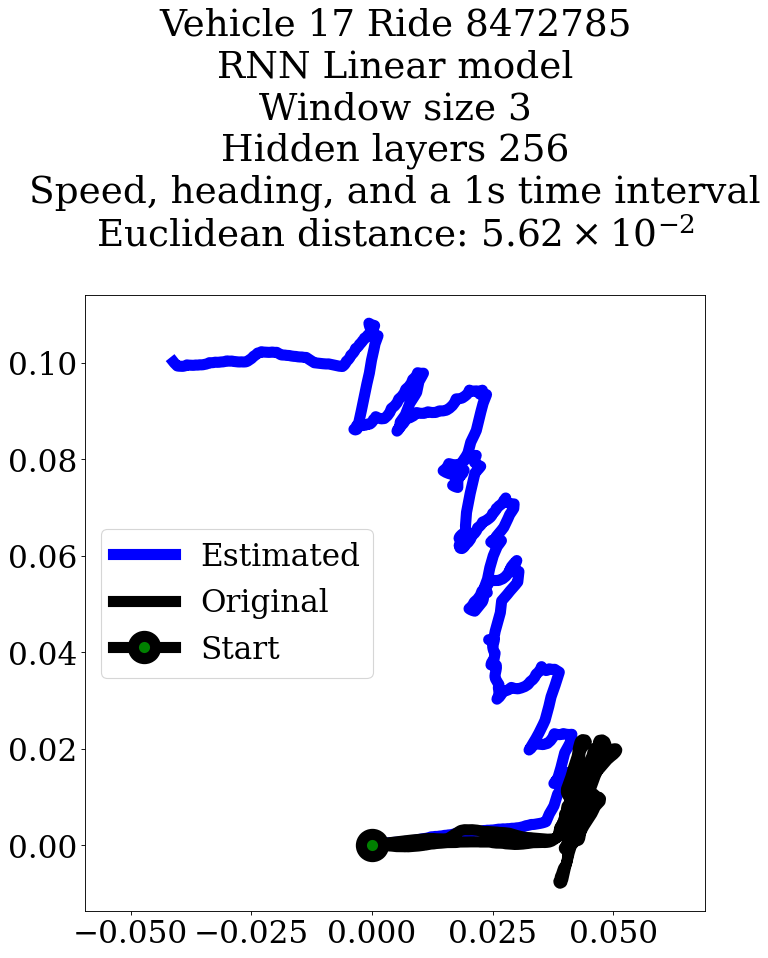 Vehicle 17 Ride 8472785
RNN Linear model
Window size 3
Hidden layers 256
Speed, heading, and a 1s time interval
Euclidean distance: 5.62 × 10⁻²
0.10
0.08
0.06
0.04
0.02
0.00
Estimated
Original
Start
−0.050 −0.025 0.000 0.025 0.050